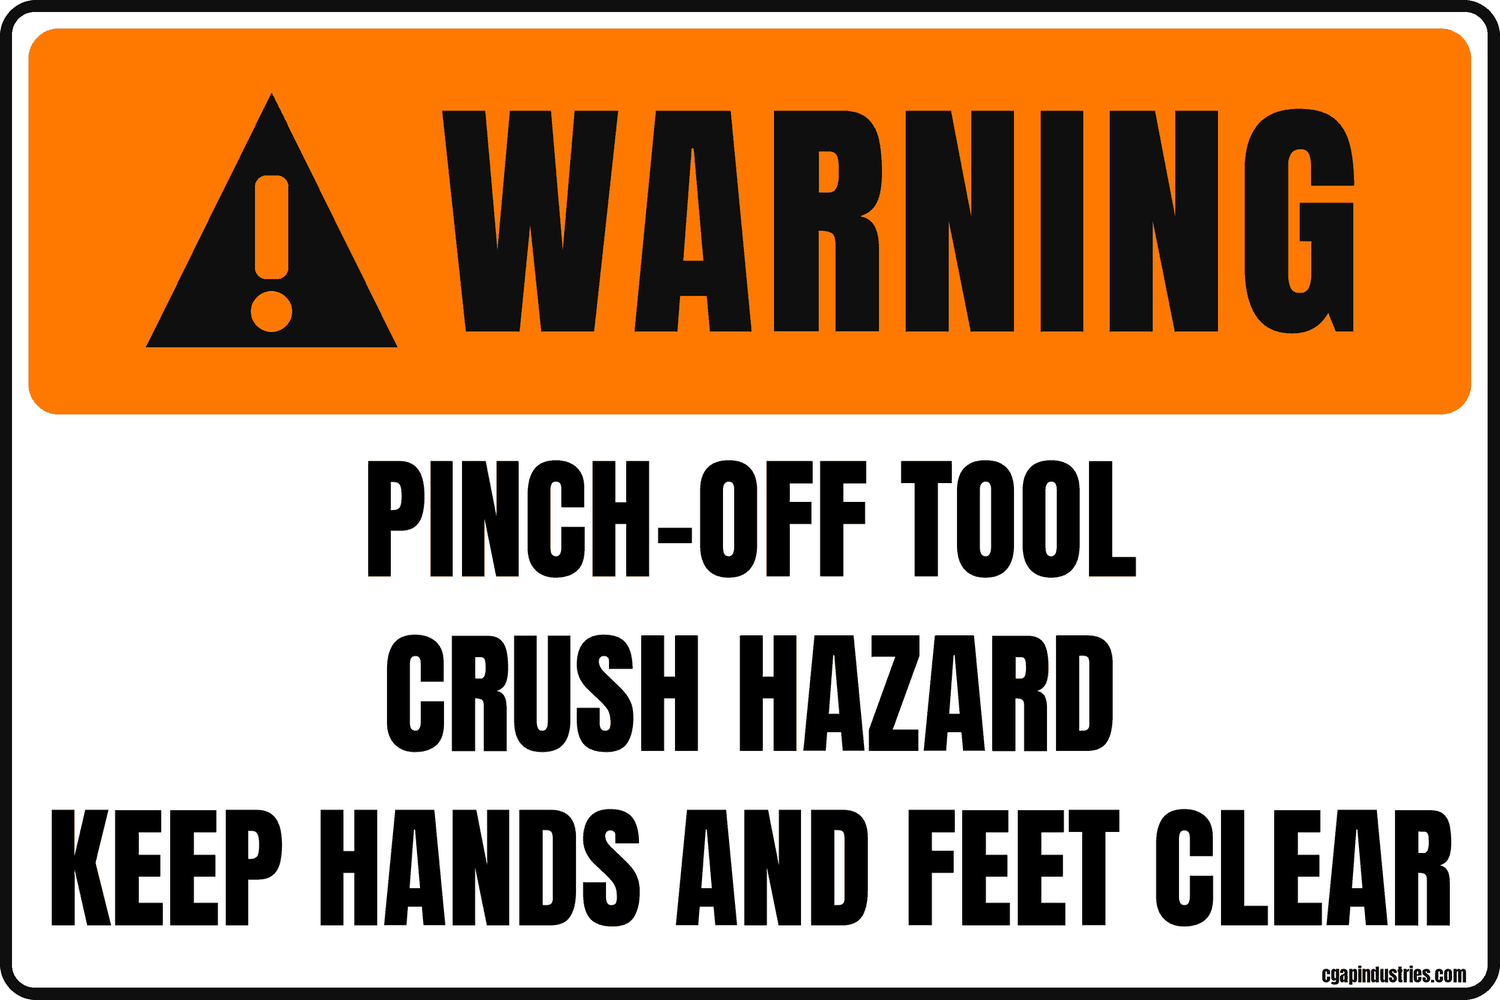 WARNING
PINCH-OFF TOOL
CRUSH HAZARD
KEEP HANDS AND FEET CLEAR
cgapindustries.com